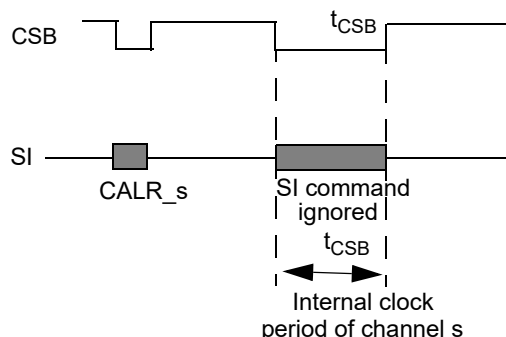 CSB
tCSB
SI
CALR_s
SI command
ignored
tCSB
Internal clock
period of channel s